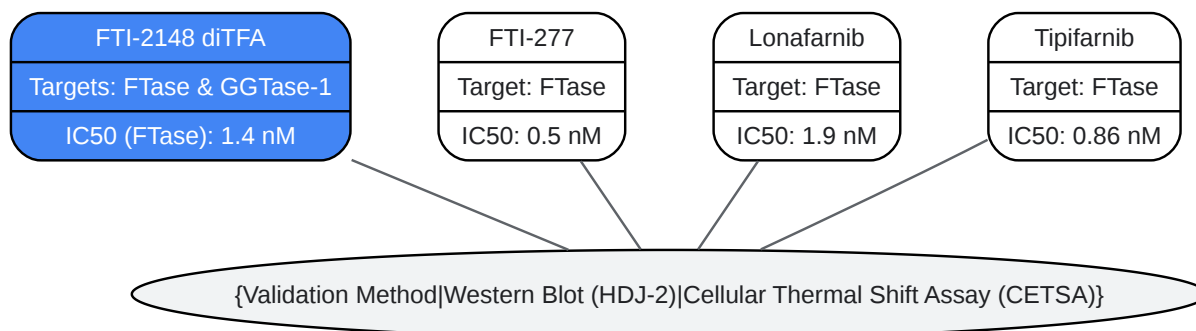 FTI-2148 diTFA
Targets: FTase & GGTase-1
IC50 (FTase): 1.4 nM
FTI-277
Target: FTase
IC50: 0.5 nM
Lonafarnib
Target: FTase
IC50: 1.9 nM
Tipifarnib
Target: FTase
IC50: 0.86 nM
{Validation Method|Western Blot (HDJ-2)|Cellular Thermal Shift Assay (CETSA)}